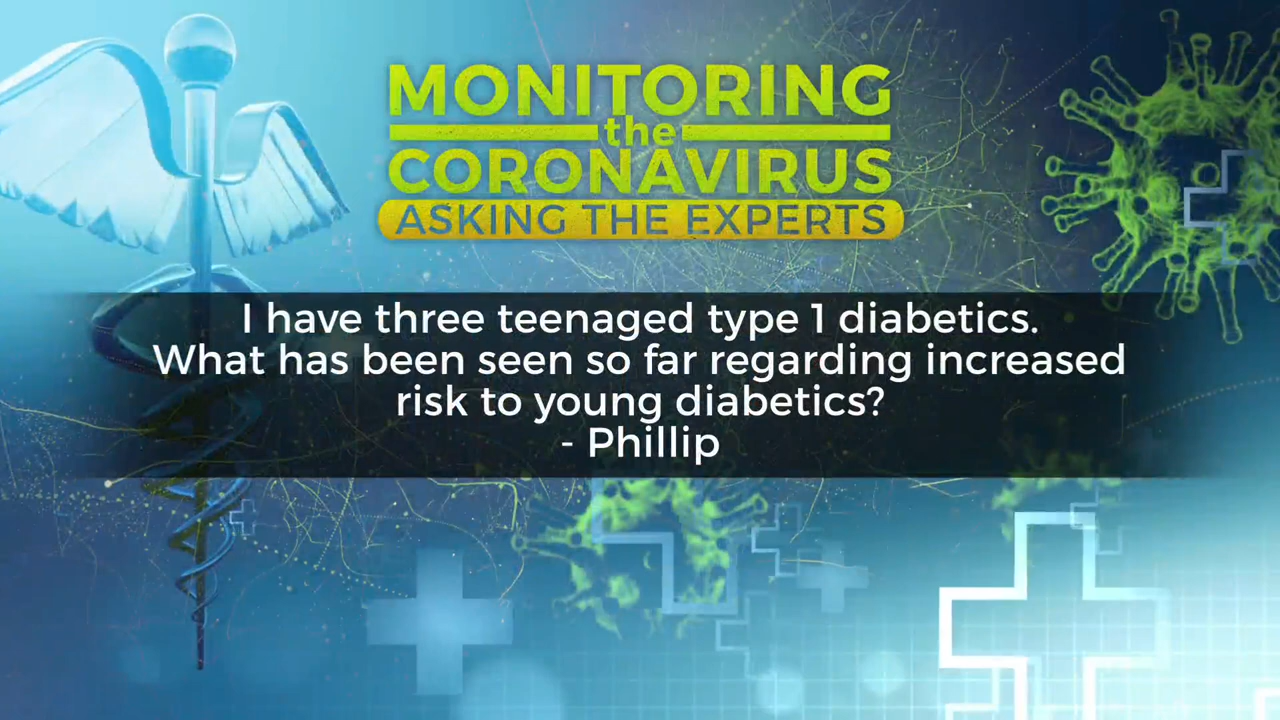 MONITORING
the
CORONAVIRUS
ASKING THE EXPERTS
I have three teenaged type 1 diabetics.
What has been seen so far regarding increased
risk to young diabetics?
- Phillip